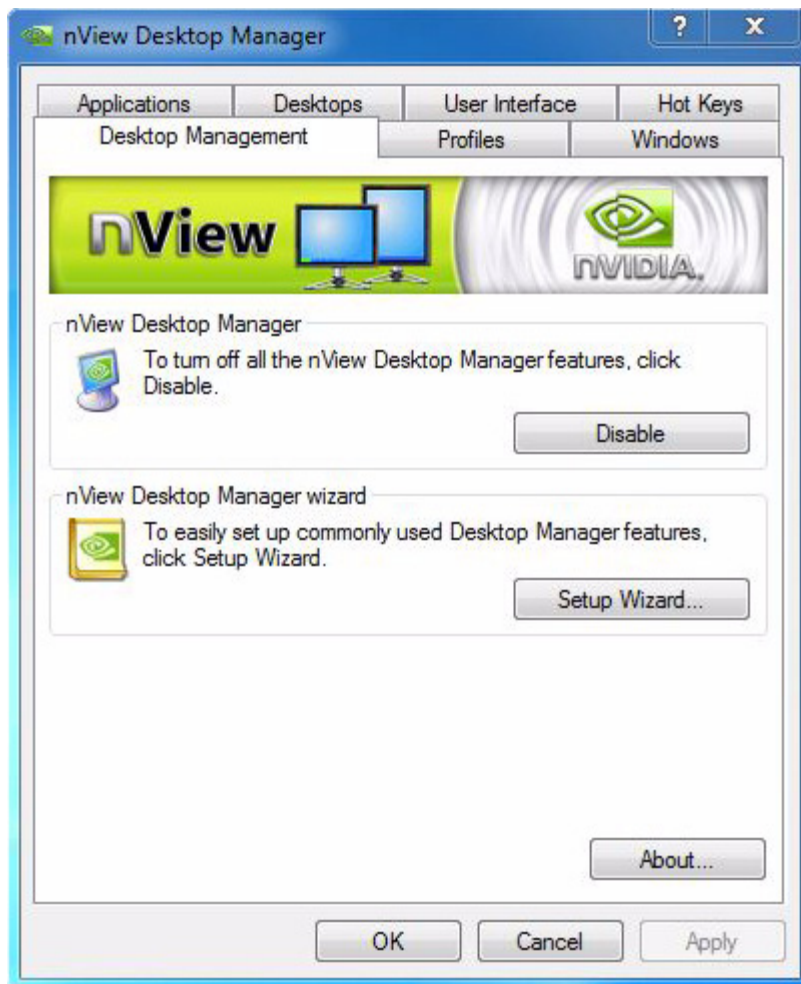 nView Desktop Manager
?
X
Applications
Desktops
User Interface
Hot Keys
Desktop Management
Profiles
Windows
nView
nVIDIA.
nView Desktop Manager
To turn off all the nView Desktop Manager features, click
Disable.
Disable
nView Desktop Manager wizard
To easily set up commonly used Desktop Manager features,
click Setup Wizard.
Setup Wizard...
About...
OK
Cancel
Apply